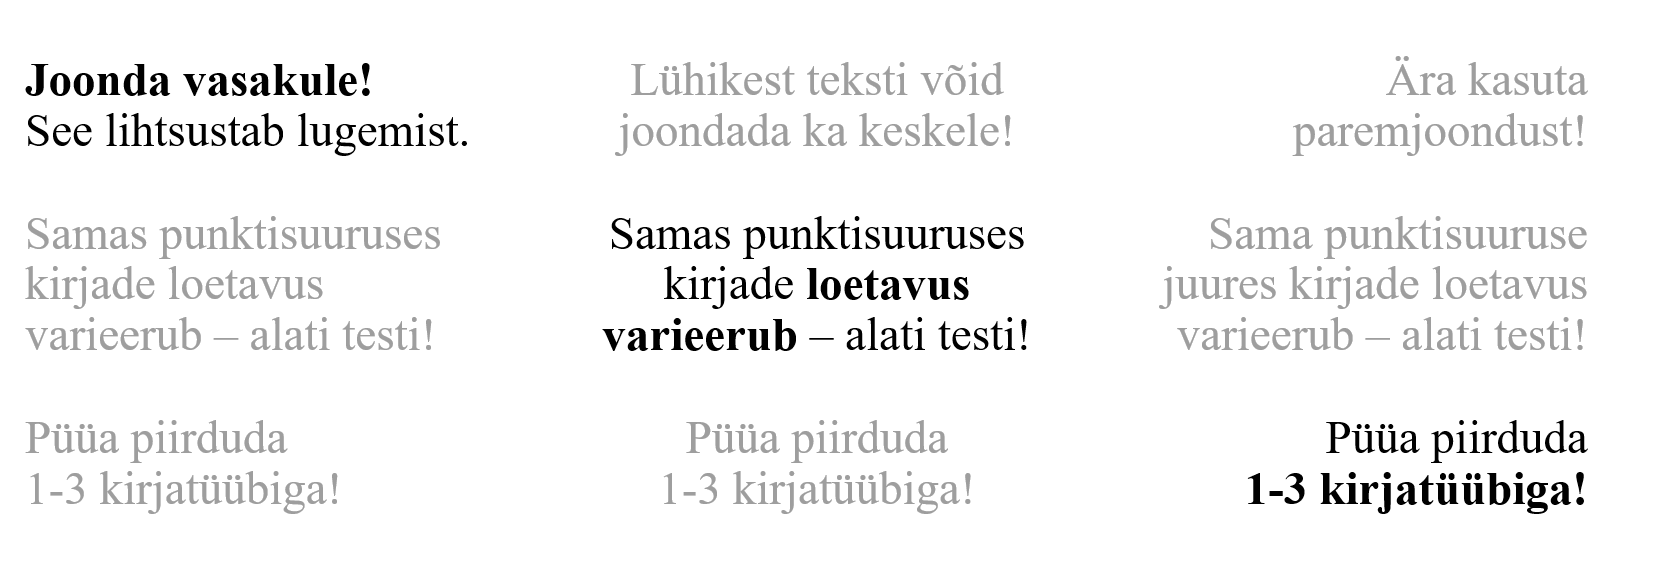 Joonda vasakule!
See lihtsustab lugemist.
Lühikest teksti võid
joondada ka keskele!
Ära kasuta
paremjoondust!
Samas punktisuuruses
kirjade loetavus
varieerub – alati testi!
Samas punktisuuruses
kirjade loetavus
varieerub – alati testi!
Sama punktisuuruse
juures kirjade loetavus
varieerub – alati testi!
Püüa piirduda
1-3 kirjatüübiga!
Püüa piirduda
1-3 kirjatüübiga!
Püüa piirduda
1-3 kirjatüübiga!